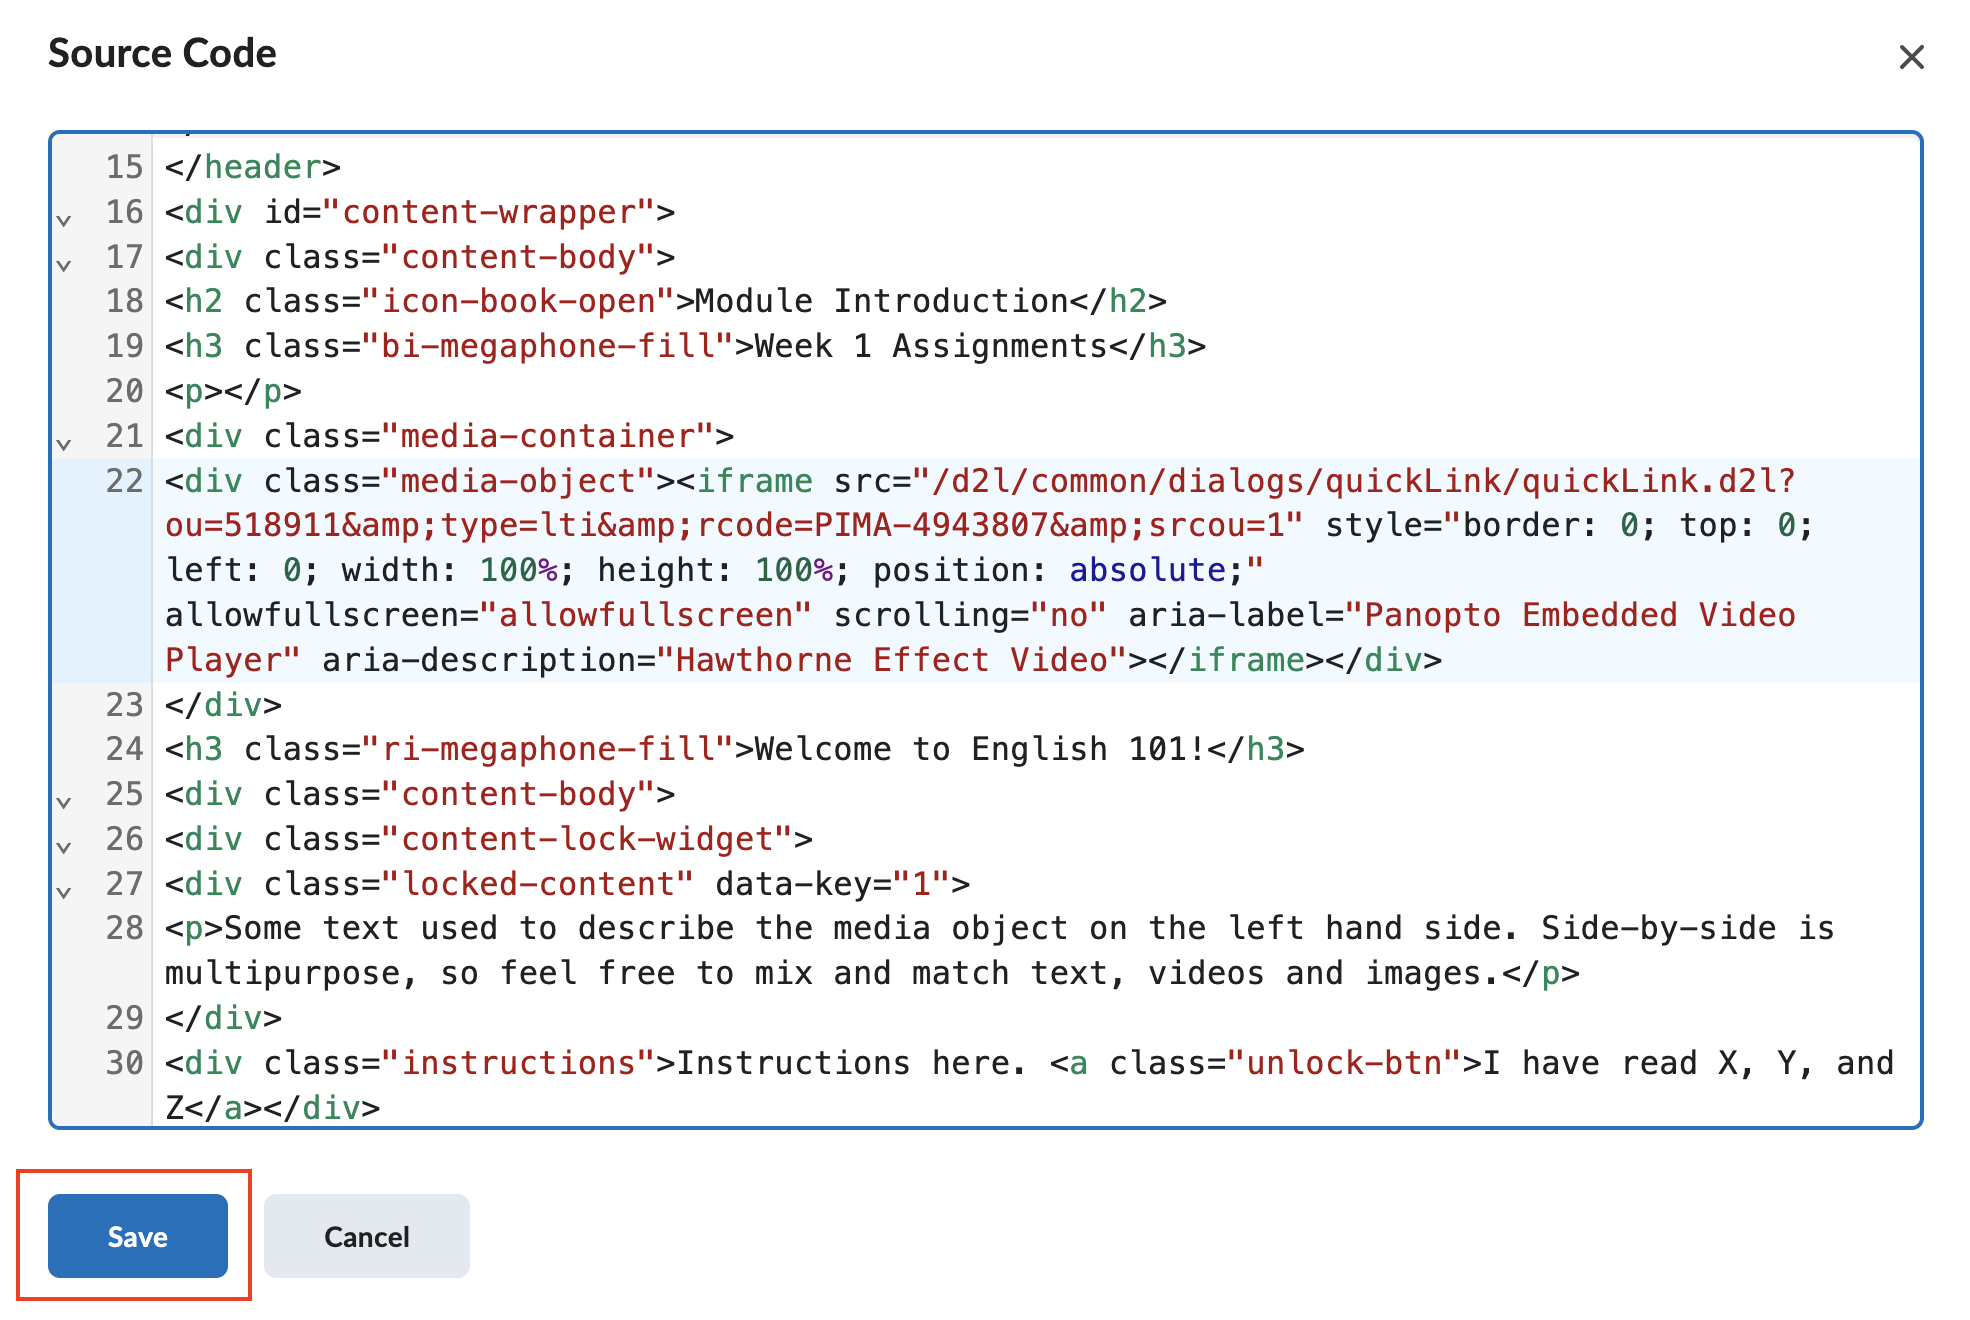 Source Code
15 </header>
16 <div id="content-wrapper">
17 <div class="content-body">
18 <h2 class="icon-book-open">Module Introduction</h2>
19 <h3 class="bi-megaphone-fill">Week 1 Assignments</h3>
20 <p></p>
21 <div class="media-container">
22 <div class="media-object"><iframe src="/d2l/common/dialogs/quickLink/quickLink.d2l?
ou=518911&amp;type=lti&amp;rcode=PIMA-4943807&amp;srcou=1" style="border: 0; top: 0;
left: 0; width: 100%; height: 100%; position: absolute;"
allowfullscreen="allowfullscreen" scrolling="no" aria-label="Panopto Embedded Video
Player" aria-description="Hawthorne Effect Video"></iframe></div>
23 </div>
24 <h3 class="ri-megaphone-fill">Welcome to English 101!</h3>
25 <div class="content-body">
26 <div class="content-lock-widget">
27 <div class="locked-content" data-key="1">
28 <p>Some text used to describe the media object on the left hand side. Side-by-side is
multipurpose, so feel free to mix and match text, videos and images.</p>
29 </div>
30 <div class="instructions">Instructions here. <a class="unlock-btn">I have read X, Y, and
Z</a></div>
Save
Cancel